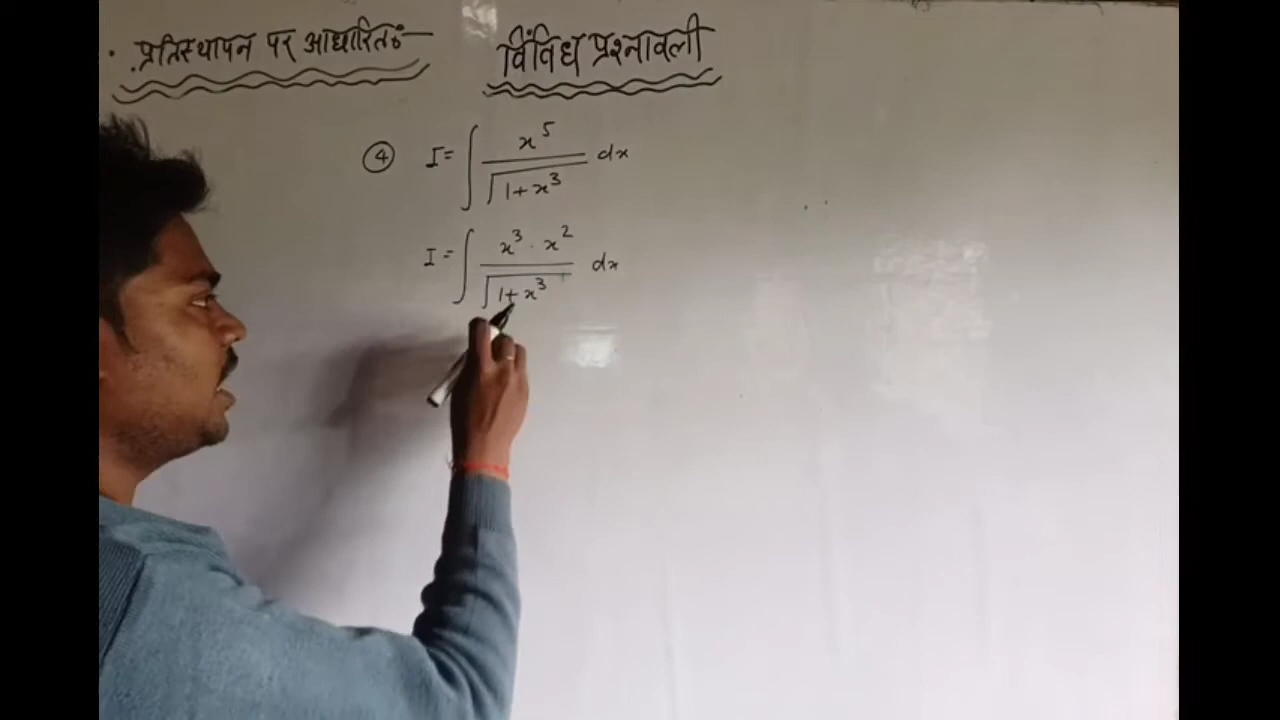 · प्रतिस्थापन पर आधारितः—
विविध प्रश्नावली
④ I = ∫ x⁵ / √(1+x³) dx
I = ∫ x³ · x² / √(1+x³) dx